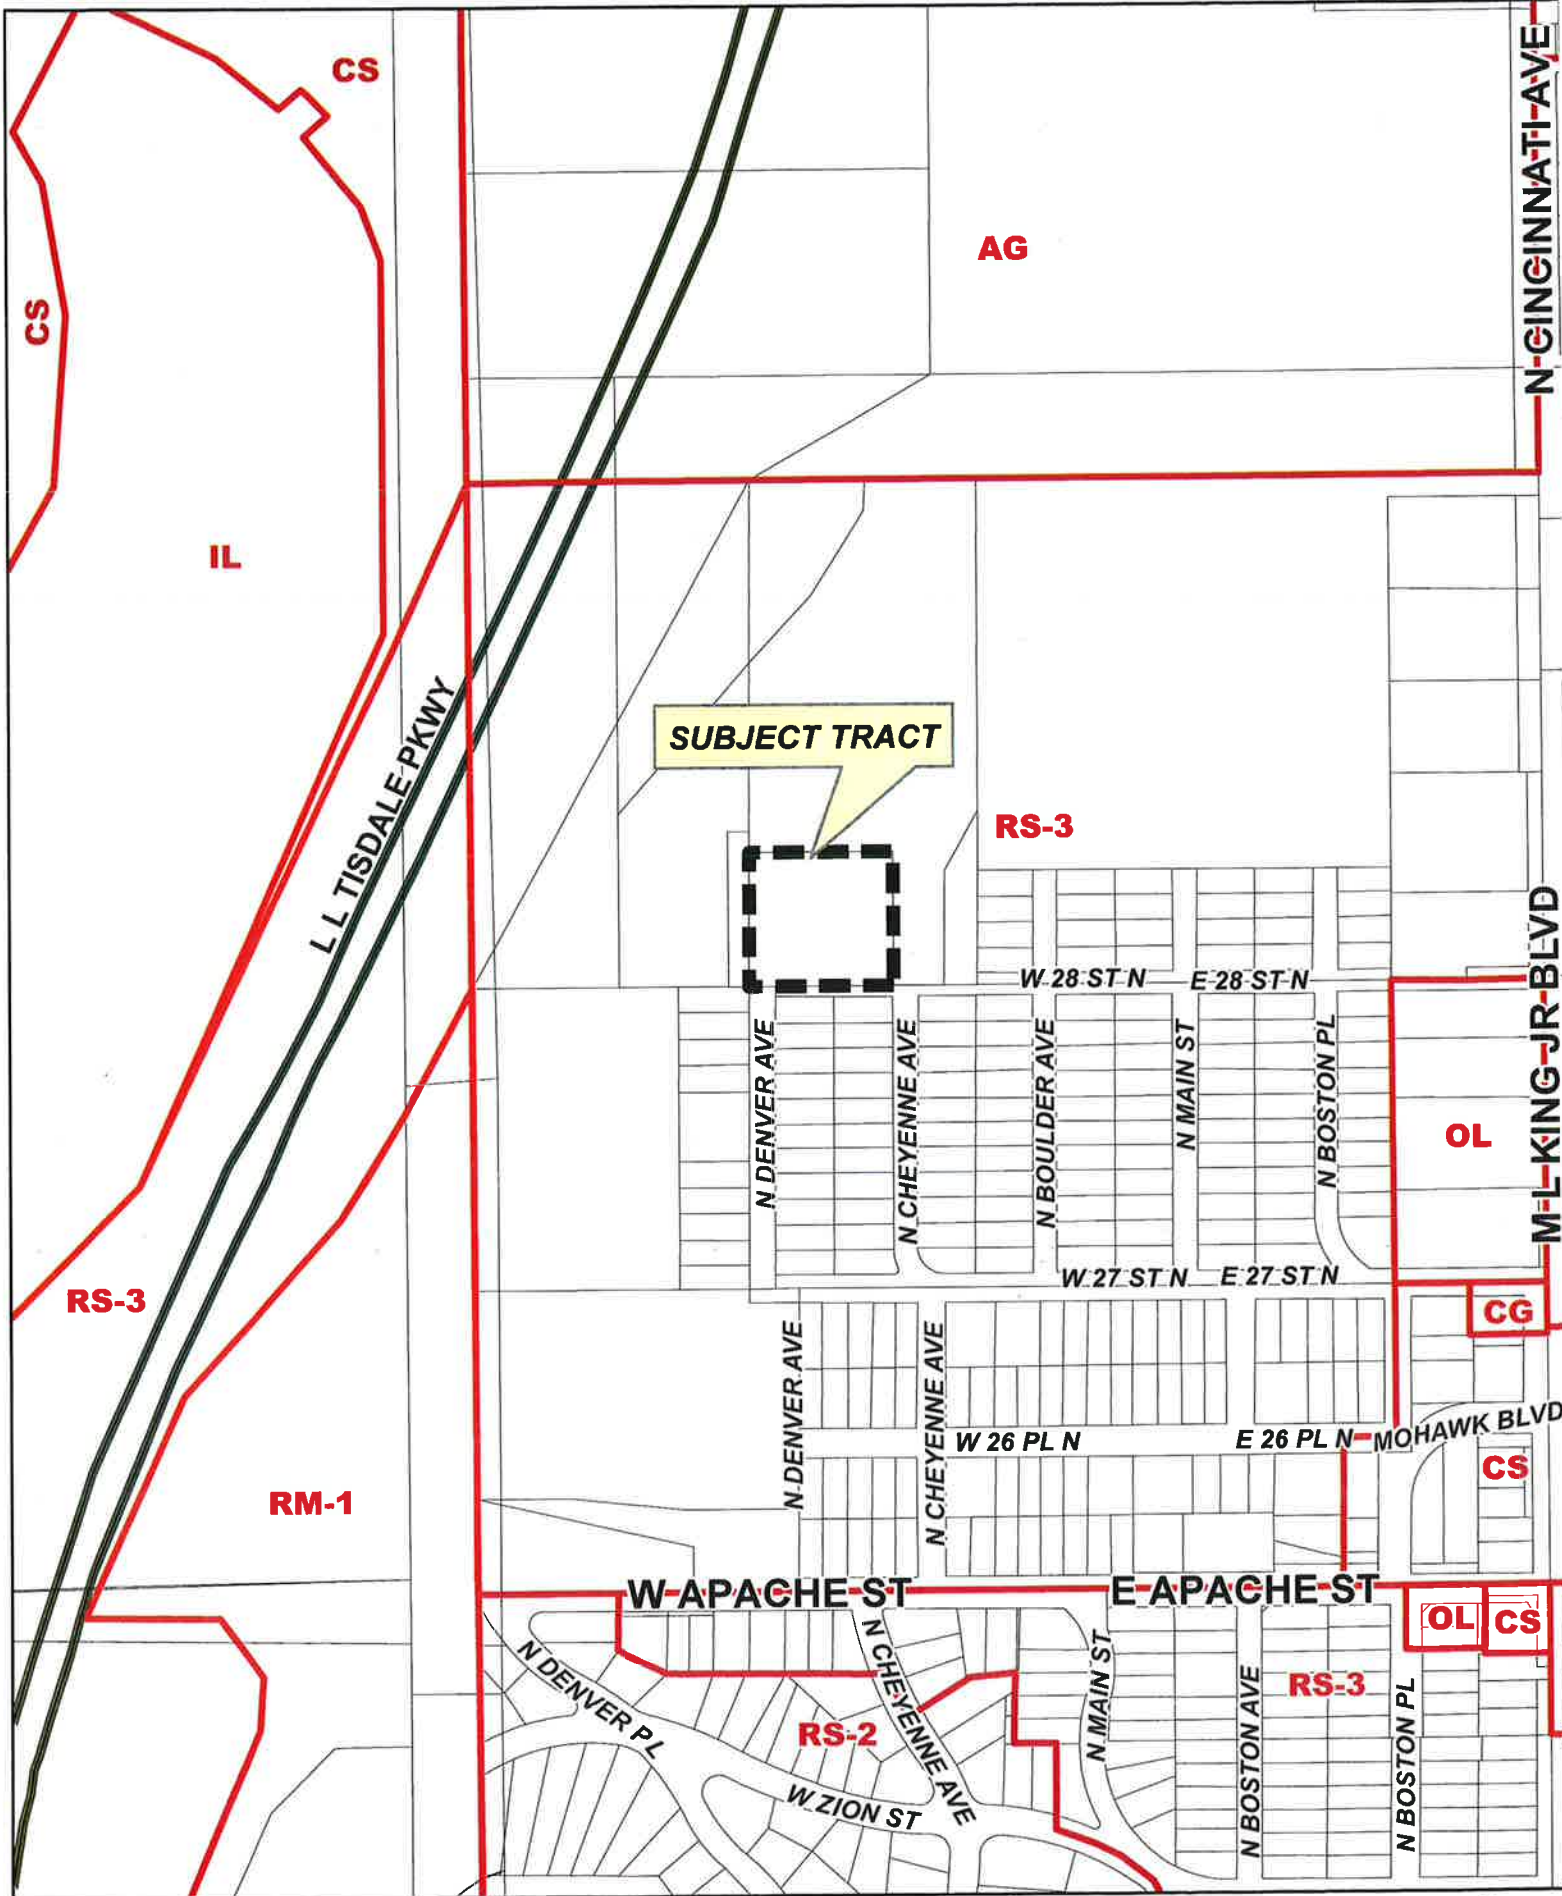 CS
N CINCINNATI AVE
AG
CS
IL
L L TISDALE PKWY
SUBJECT TRACT
RS-3
W 28 ST N
E 28 ST N
M L KING JR BLVD
N DENVER AVE
N CHEYENNE AVE
N BOULDER AVE
N MAIN ST
N BOSTON PL
OL
W 27 ST N
E 27 ST N
RS-3
CG
N DENVER AVE
N CHEYENNE AVE
W 26 PL N
E 26 PL N
MOHAWK BLVD
CS
RM-1
W APACHE ST
E APACHE ST
OL
CS
N DENVER PL
N CHEYENNE AVE
N MAIN ST
RS-3
N BOSTON AVE
N BOSTON PL
RS-2
W ZION ST